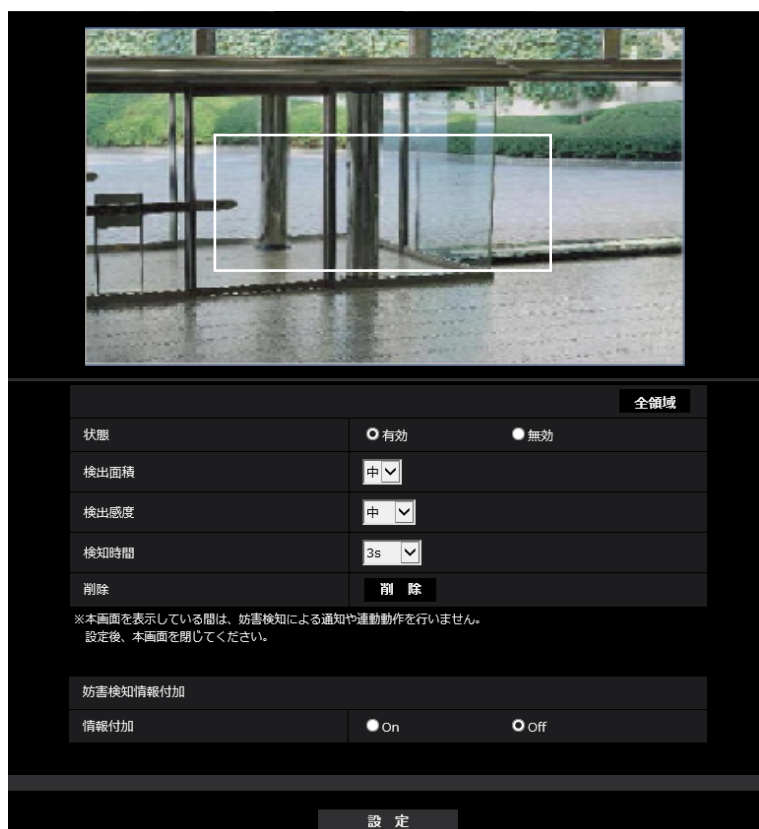 全領域
状態 有効 無効
検出面積 中
検出感度 中
検知時間 3s
削除 削 除
※本画面を表示している間は、妨害検知による通知や連動動作を行いません。
設定後、本画面を閉じてください。
妨害検知情報付加
情報付加 On Off
設 定